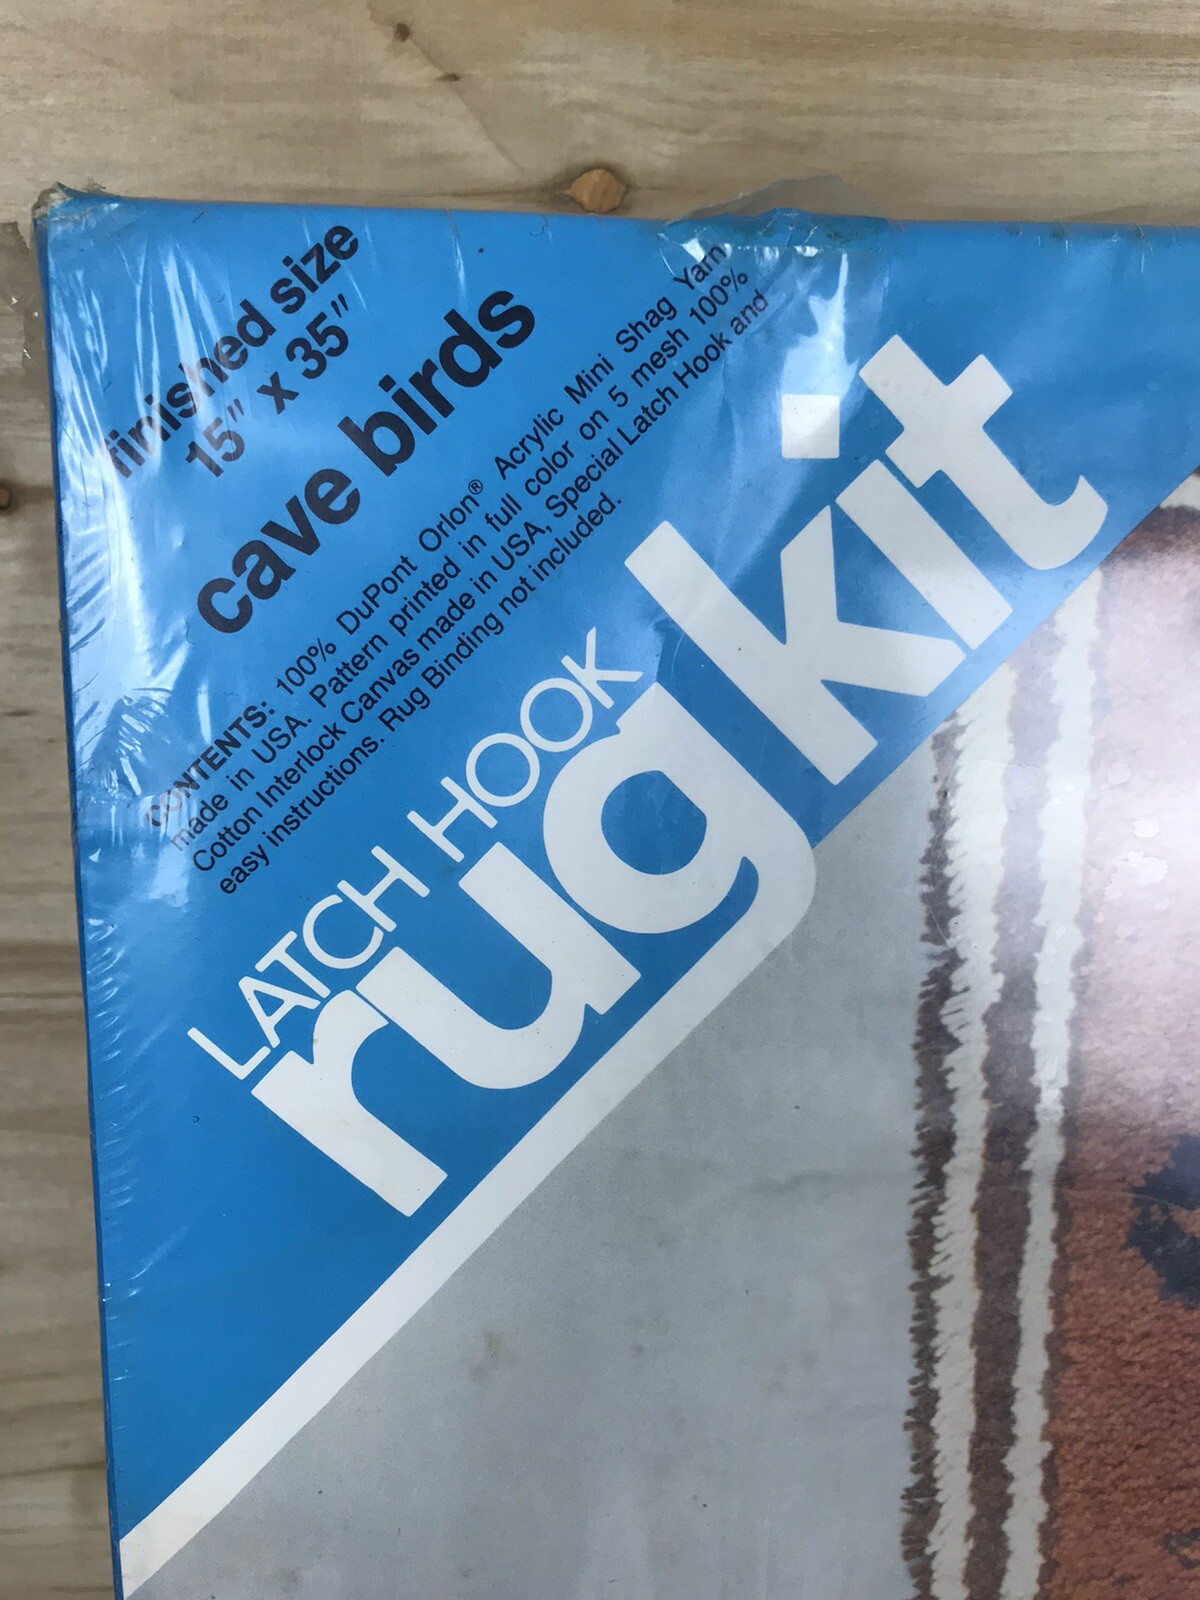 finished size
15" x 35"
cave birds
CONTENTS: 100% DuPont Orlon® Acrylic Mini Shag Yarn
made in USA. Pattern printed in full color on 5 mesh 100%
Cotton Interlock Canvas made in USA, Special Latch Hook and
easy instructions. Rug Binding not included.
LATCH HOOK
rug kit